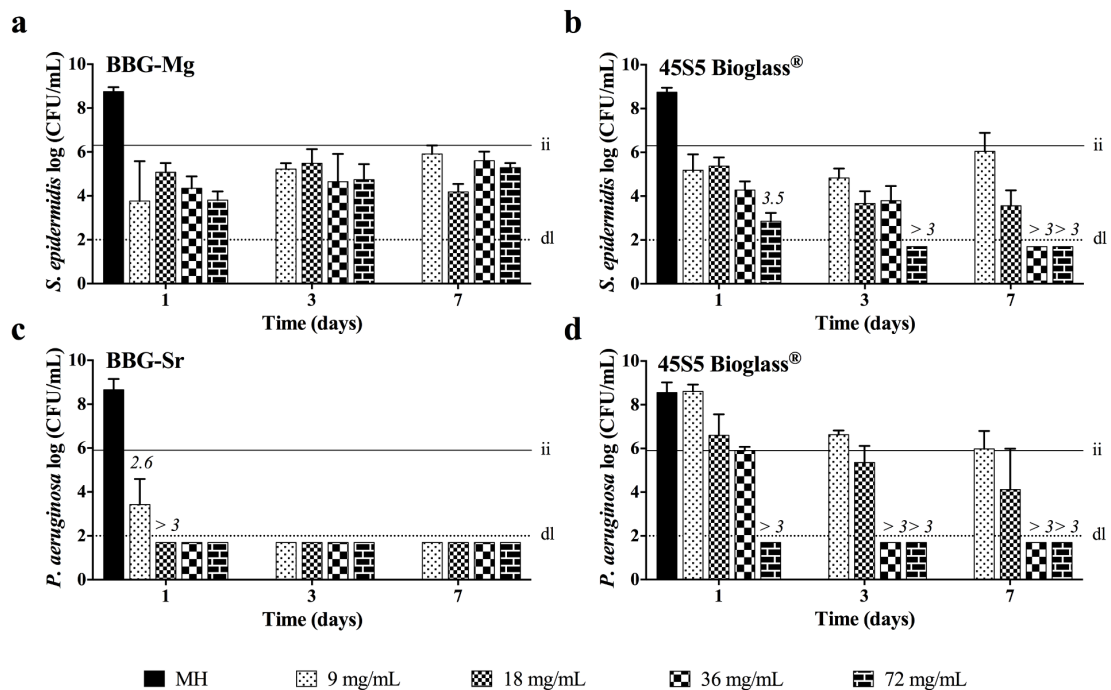 a
BBG-Mg
S. epidermidis log (CFU/mL)
10
8
6
4
2
0
ii
dl
1 3 7
Time (days)
b
45S5 Bioglass®
S. epidermidis log (CFU/mL)
10
8
6
4
2
0
3.5
> 3
> 3 > 3
ii
dl
1 3 7
Time (days)
c
BBG-Sr
P. aeruginosa log (CFU/mL)
10
8
6
4
2
0
2.6
> 3
ii
dl
1 3 7
Time (days)
d
45S5 Bioglass®
P. aeruginosa log (CFU/mL)
10
8
6
4
2
0
> 3
> 3 > 3
> 3 > 3
ii
dl
1 3 7
Time (days)
MH 9 mg/mL 18 mg/mL 36 mg/mL 72 mg/mL